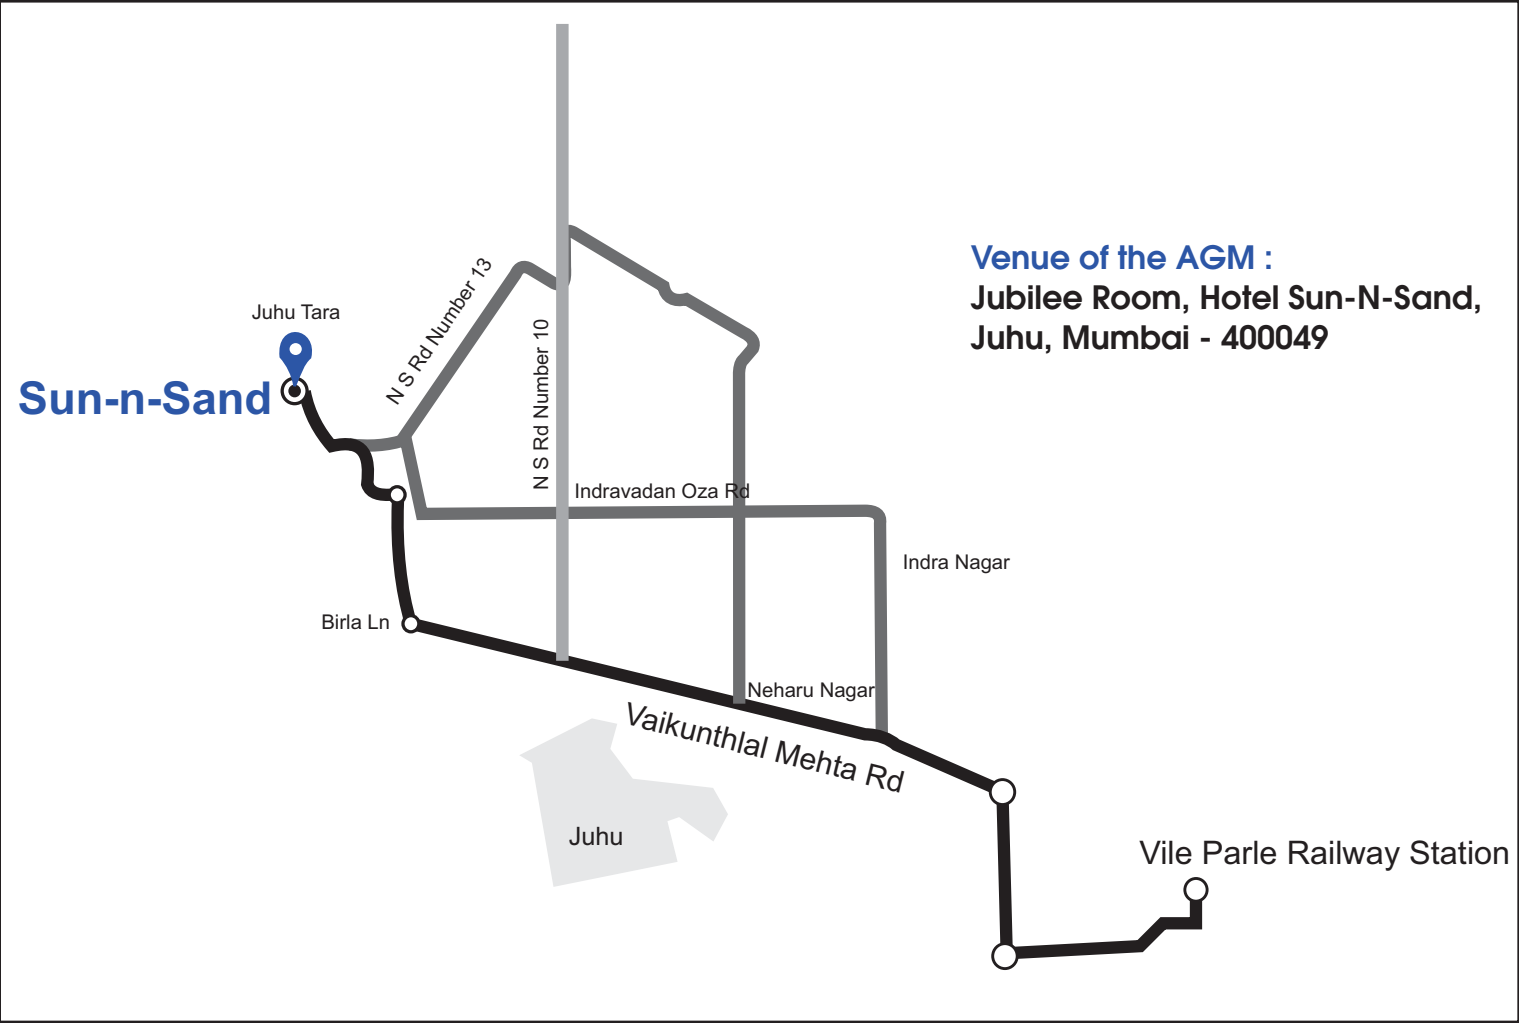 Venue of the AGM :
Jubilee Room, Hotel Sun-N-Sand,
Juhu, Mumbai - 400049
Juhu Tara
Sun-n-Sand
N S Rd Number 13
N S Rd Number 10
Indravadan Oza Rd
Indra Nagar
Birla Ln
Neharu Nagar
Vaikunthlal Mehta Rd
Juhu
Vile Parle Railway Station